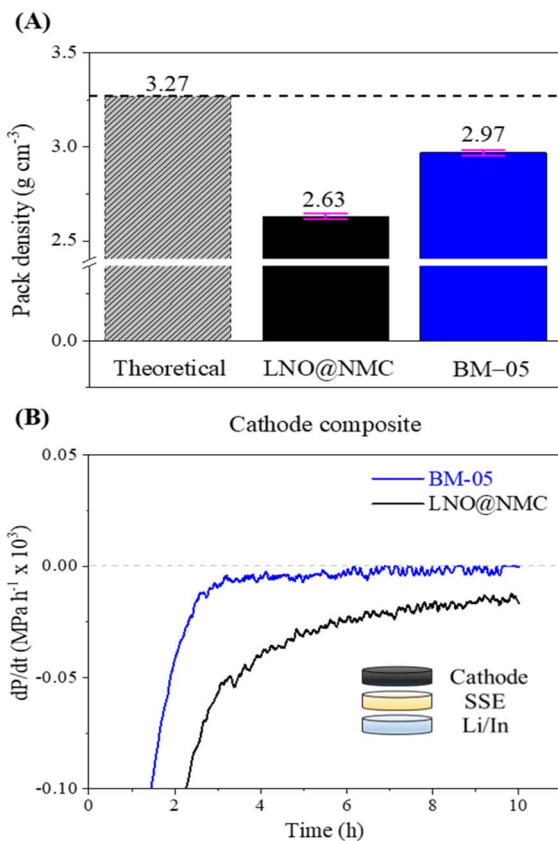 (A)
Pack density (g cm⁻³)
3.5
3.0
2.5
0.0
3.27
2.63
2.97
Theoretical
LNO@NMC
BM−05
(B)
Cathode composite
dP/dt (MPa h⁻¹ x 10³)
0.05
0.00
-0.05
-0.10
BM-05
LNO@NMC
Cathode
SSE
Li/In
0
2
4
6
8
10
Time (h)